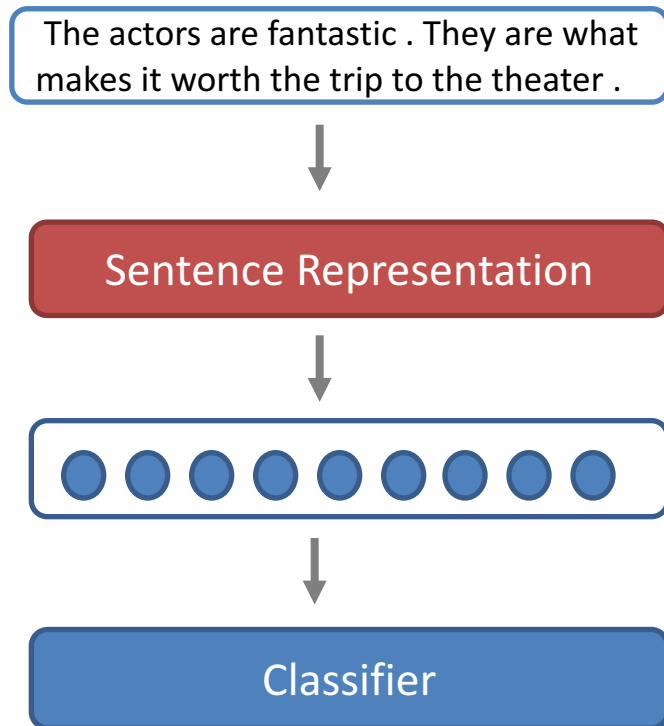 The actors are fantastic . They are what
makes it worth the trip to the theater .
Sentence Representation
Classifier